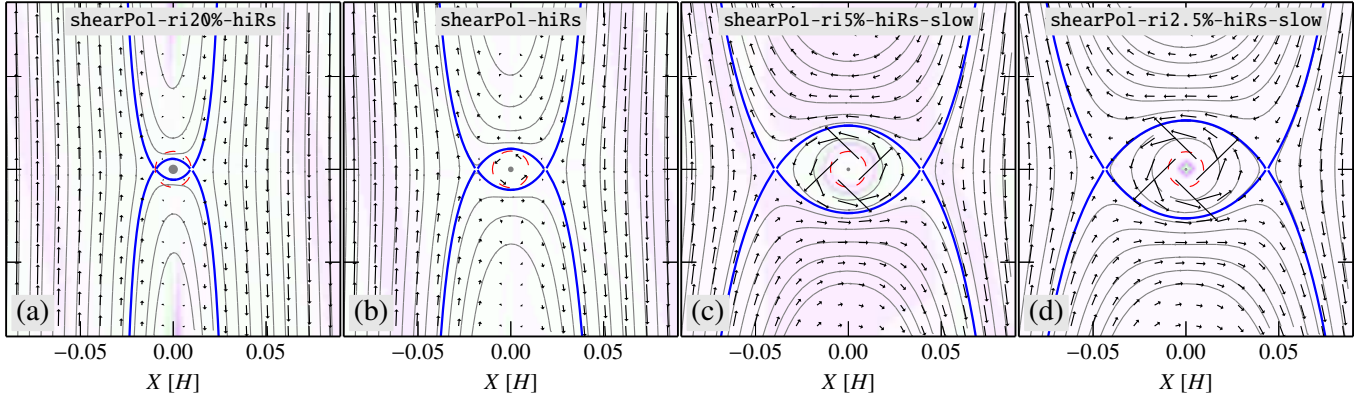 shearPol-ri20%-hiRs
shearPol-hiRs
shearPol-ri5%-hiRs-slow
shearPol-ri2.5%-hiRs-slow
(a)
(b)
(c)
(d)
−0.05 0.00 0.05
−0.05 0.00 0.05
−0.05 0.00 0.05
−0.05 0.00 0.05
X [H]
X [H]
X [H]
X [H]